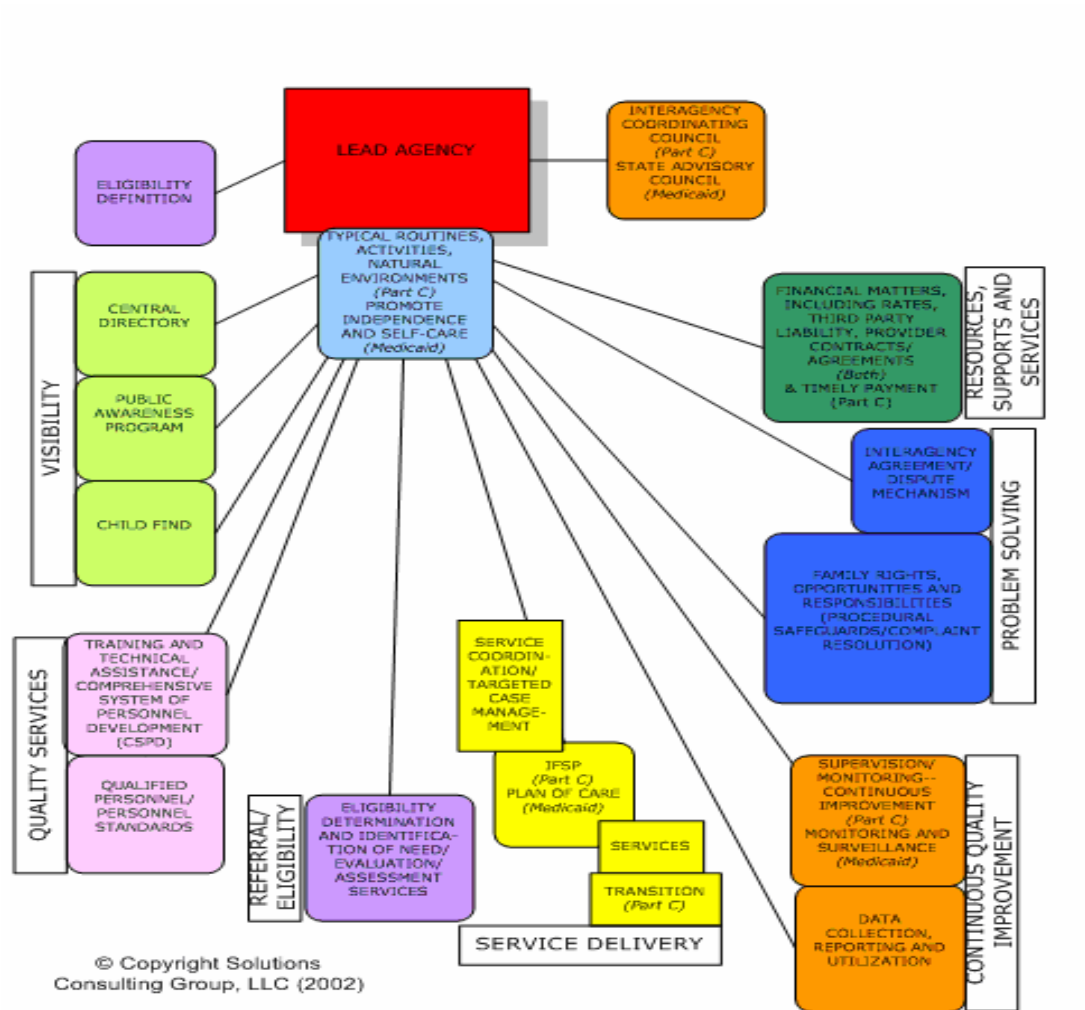 LEAD AGENCY
INTERAGENCY
COORDINATING
COUNCIL
(Part C)
STATE ADVISORY
COUNCIL
(Medicaid)
ELIGIBILITY
DEFINITION
TYPICAL ROUTINES,
ACTIVITIES,
NATURAL
ENVIRONMENTS
(Part C)
PROMOTE
INDEPENDENCE
AND SELF-CARE
(Medicaid)
VISIBILITY
CENTRAL
DIRECTORY
PUBLIC
AWARENESS
PROGRAM
CHILD FIND
FINANCIAL MATTERS,
INCLUDING RATES,
THIRD PARTY
LIABILITY, PROVIDER
CONTRACTS/
AGREEMENTS
(Both)
& TIMELY PAYMENT
(Part C)
RESOURCES,
SUPPORTS AND
SERVICES
INTERAGENCY
AGREEMENT/
DISPUTE
MECHANISM
FAMILY RIGHTS,
OPPORTUNITIES AND
RESPONSIBILITIES
(PROCEDURAL
SAFEGUARDS/COMPLAINT
RESOLUTION)
PROBLEM SOLVING
QUALITY SERVICES
TRAINING AND
TECHNICAL
ASSISTANCE/
COMPREHENSIVE
SYSTEM OF
PERSONNEL
DEVELOPMENT
(CSPD)
QUALIFIED
PERSONNEL/
PERSONNEL
STANDARDS
REFERRAL/
ELIGIBILITY
ELIGIBILITY
DETERMINATION
AND IDENTIFICA-
TION OF NEED/
EVALUATION/
ASSESSMENT
SERVICES
SERVICE
COORDIN-
ATION/
TARGETED
CASE
MANAGE-
MENT
IFSP
(Part C)
PLAN OF CARE
(Medicaid)
SERVICES
TRANSITION
(Part C)
SERVICE DELIVERY
SUPERVISION/
MONITORING--
CONTINUOUS
IMPROVEMENT
(Part C)
MONITORING AND
SURVEILLANCE
(Medicaid)
DATA
COLLECTION,
REPORTING AND
UTILIZATION
CONTINUOUS QUALITY
IMPROVEMENT
© Copyright Solutions
Consulting Group, LLC (2002)